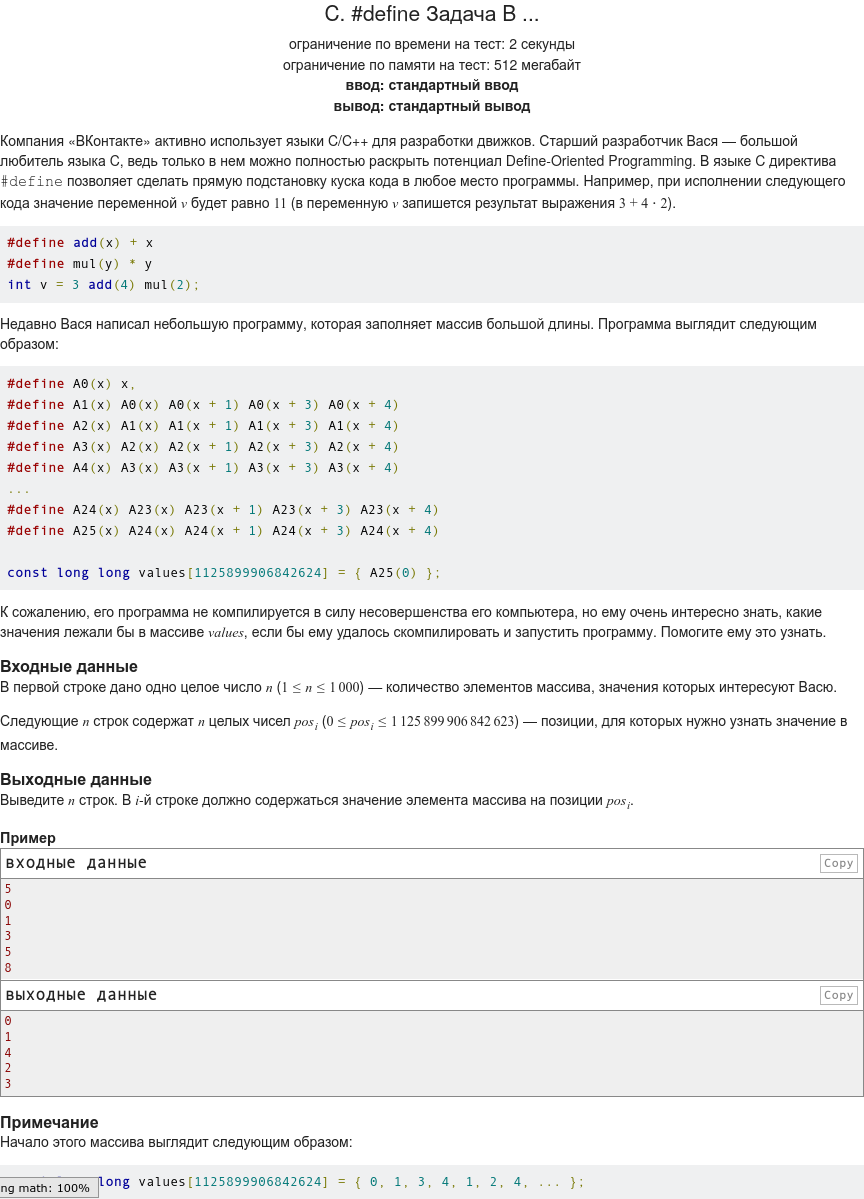 C. #define Задача В ...
ограничение по времени на тест: 2 секунды
ограничение по памяти на тест: 512 мегабайт
ввод: стандартный ввод
вывод: стандартный вывод
Компания «ВКонтакте» активно использует языки C/C++ для разработки движков. Старший разработчик Вася — большой
любитель языка C, ведь только в нем можно полностью раскрыть потенциал Define-Oriented Programming. В языке C директива
#define позволяет сделать прямую подстановку куска кода в любое место программы. Например, при исполнении следующего
кода значение переменной v будет равно 11 (в переменную v запишется результат выражения 3 + 4 · 2).
#define add(x) + x
#define mul(y) * y
int v = 3 add(4) mul(2);
Недавно Вася написал небольшую программу, которая заполняет массив большой длины. Программа выглядит следующим
образом:
#define A0(x) x,
#define A1(x) A0(x) A0(x + 1) A0(x + 3) A0(x + 4)
#define A2(x) A1(x) A1(x + 1) A1(x + 3) A1(x + 4)
#define A3(x) A2(x) A2(x + 1) A2(x + 3) A2(x + 4)
#define A4(x) A3(x) A3(x + 1) A3(x + 3) A3(x + 4)
...
#define A24(x) A23(x) A23(x + 1) A23(x + 3) A23(x + 4)
#define A25(x) A24(x) A24(x + 1) A24(x + 3) A24(x + 4)
const long long values[1125899906842624] = { A25(0) };
К сожалению, его программа не компилируется в силу несовершенства его компьютера, но ему очень интересно знать, какие
значения лежали бы в массиве values, если бы ему удалось скомпилировать и запустить программу. Помогите ему это узнать.
Входные данные
В первой строке дано одно целое число n (1 ≤ n ≤ 1 000) — количество элементов массива, значения которых интересуют Васю.
Следующие n строк содержат n целых чисел pos i (0 ≤ pos i ≤ 1 125 899 906 842 623) — позиции, для которых нужно узнать значение в
массиве.
Выходные данные
Выведите n строк. В i-й строке должно содержаться значение элемента массива на позиции pos i.
Пример
входные данные
Copy
5
0
1
3
5
8
выходные данные
Copy
0
1
4
2
3
Примечание
Начало этого массива выглядит следующим образом:
long values[1125899906842624] = { 0, 1, 3, 4, 1, 2, 4, ... };
ng math: 100%